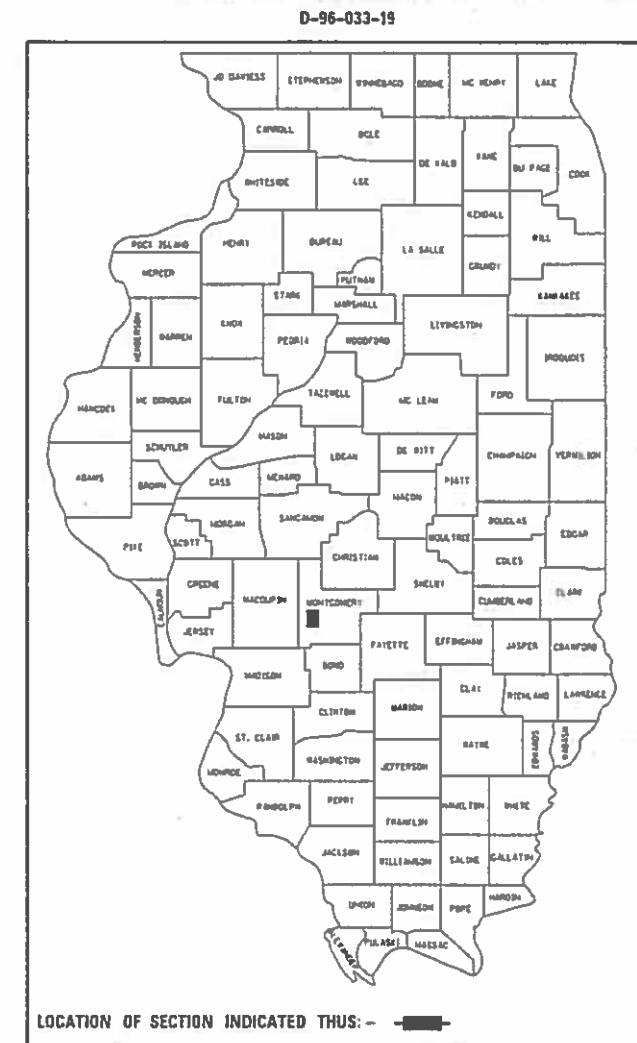 D-96-033-19
JO DAVIESS STEPHENSON WINNEBAGO BOONE MC HENRY LAKE
CARROLL OGLE DE KALB KANE DU PAGE COOK
WHITESIDE LEE KENDALL WILL
ROCK ISLAND HENRY BUREAU LA SALLE GRUNDY
MERCER PUTNAM KANKAKEE
HENDERSON WARREN KNOX STARK MARSHALL LIVINGSTON
PEORIA WOODFORD IROQUOIS
HANCOCK MC DONOUGH FULTON TAZEWELL MC LEAN FORD
SCHUYLER MASON LOGAN DE WITT CHAMPAIGN VERMILION
ADAMS BROWN CASS MENARD MACON PIATT
PIKE SCOTT MORGAN SANGAMON CHRISTIAN MOULTRIE DOUGLAS EDGAR
COLES
CALHOUN GREENE MACOUPIN MONTGOMERY SHELBY CUMBERLAND CLARK
JERSEY BOND FAYETTE EFFINGHAM JASPER CRAWFORD
MADISON CLINTON MARION CLAY RICHLAND LAWRENCE
ST. CLAIR WASHINGTON JEFFERSON WAYNE EDWARDS WABASH
MONROE RANDOLPH PERRY FRANKLIN HAMILTON WHITE
JACKSON WILLIAMSON SALINE GALLATIN
UNION JOHNSON POPE HARDIN
ALEXANDER PULASKI MASSAC
LOCATION OF SECTION INDICATED THUS: -